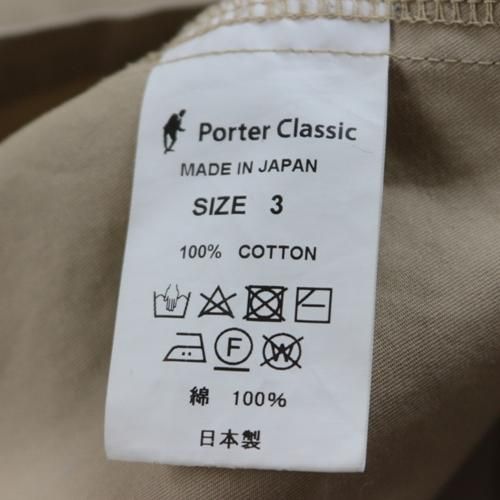 Porter Classic
MADE IN JAPAN
SIZE 3
100% COTTON
F W
綿 100%
日本製